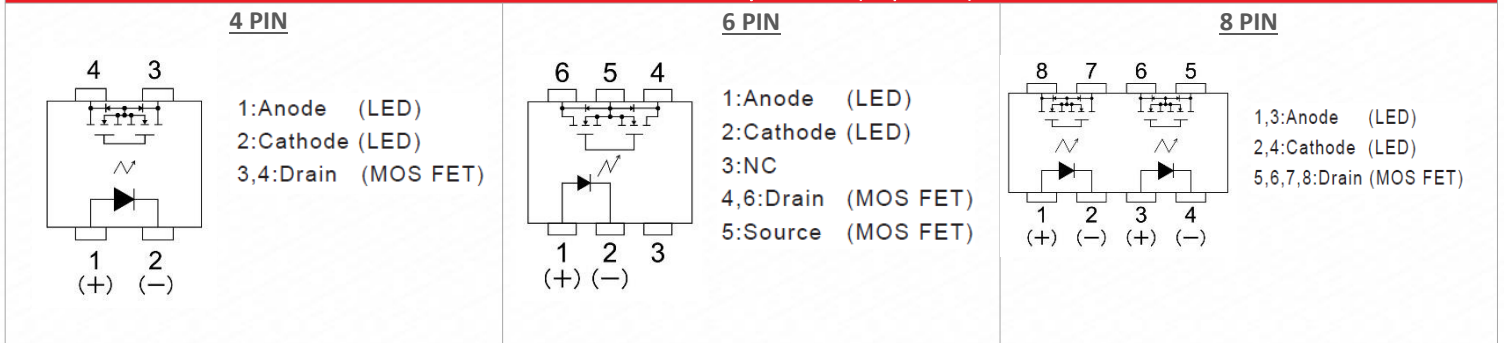 4 PIN
4 3
1:Anode (LED)
2:Cathode (LED)
3,4:Drain (MOS FET)
1 2
(+) (−)
6 PIN
6 5 4
1:Anode (LED)
2:Cathode (LED)
3:NC
4,6:Drain (MOS FET)
5:Source (MOS FET)
1 2 3
(+) (−)
8 PIN
8 7 6 5
1,3:Anode (LED)
2,4:Cathode (LED)
5,6,7,8:Drain (MOS FET)
1 2 3 4
(+) (−) (+) (−)